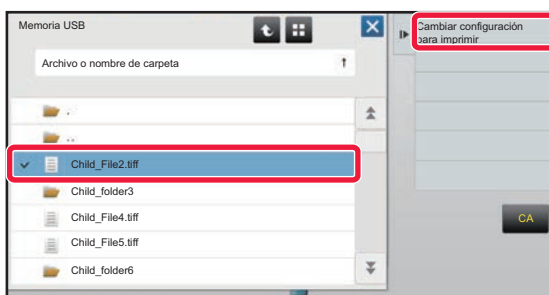 Memoria USB
Cambiar configuración
para imprimir
Archivo o nombre de carpeta
.
..
Child_File2.tiff
Child_folder3
Child_File4.tiff
Child_File5.tiff
CA
Child_folder6